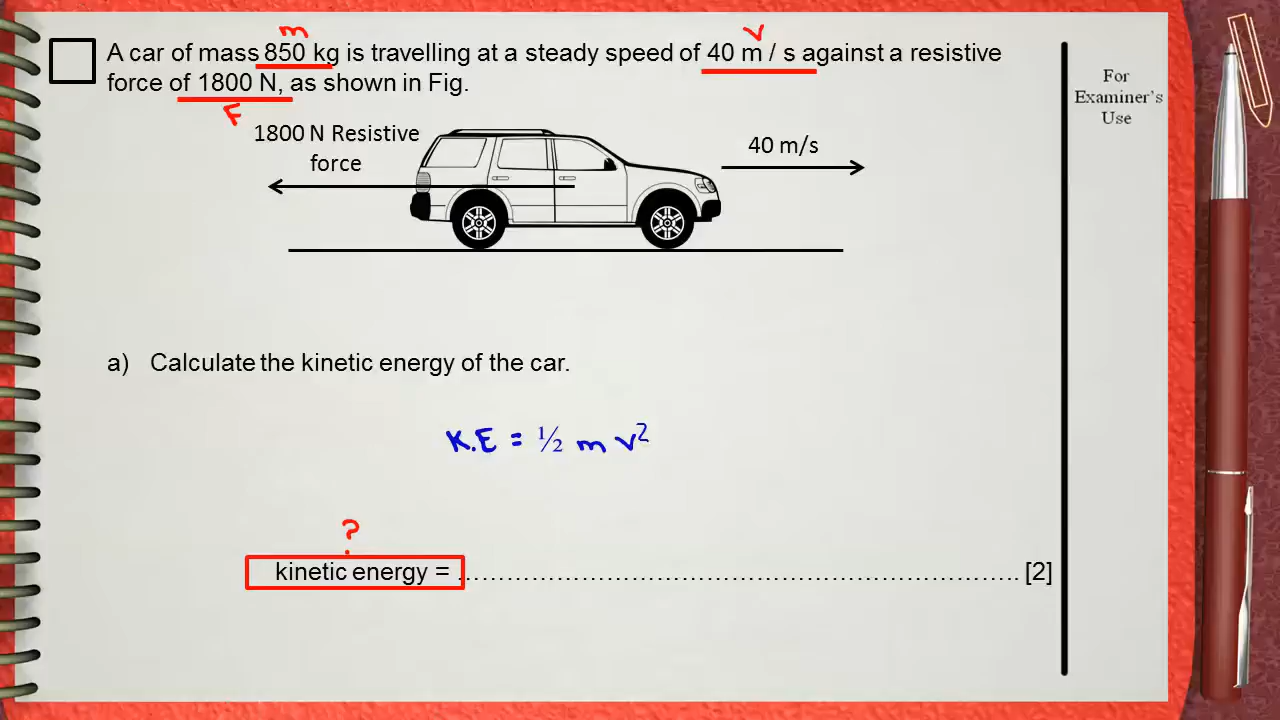 m
v
A car of mass 850 kg is travelling at a steady speed of 40 m / s against a resistive
force of 1800 N, as shown in Fig.
F
For
Examiner's
Use
1800 N Resistive
force
40 m/s
a) Calculate the kinetic energy of the car.
K.E = ½ m v²
?
kinetic energy = ........................................................................ [2]